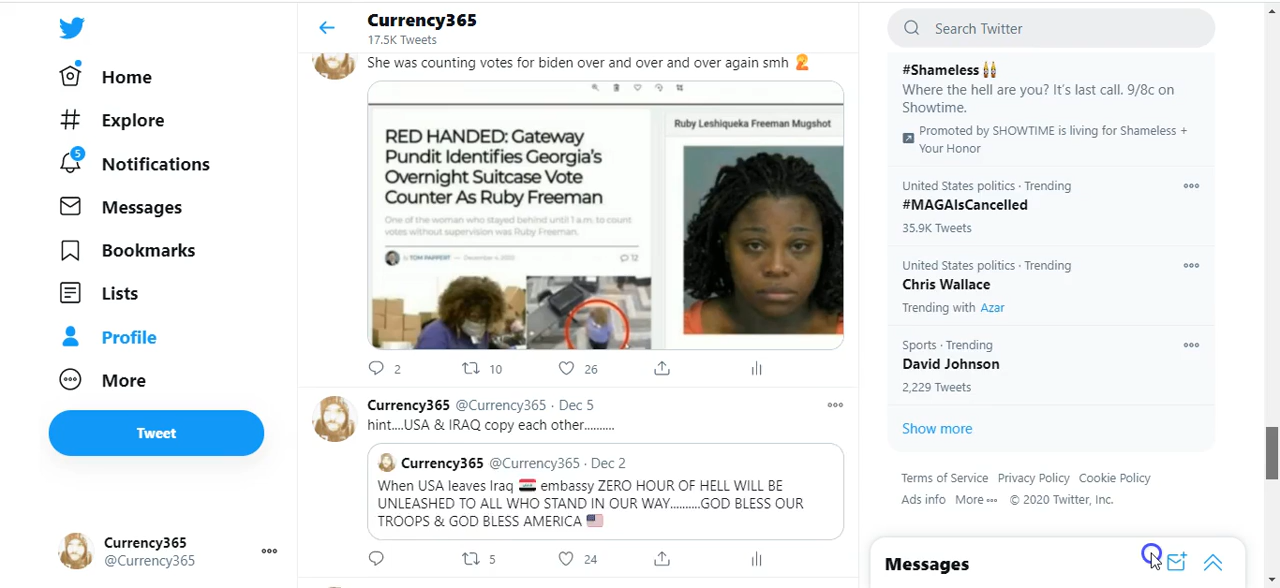 Home
Explore
Notifications
5
Messages
Bookmarks
Lists
Profile
More
Tweet
Currency365
@Currency365
Currency365
17.5K Tweets
She was counting votes for biden over and over and over again smh
RED HANDED: Gateway
Pundit Identifies Georgia's
Overnight Suitcase Vote
Counter As Ruby Freeman
One of the woman who stayed behind until 1 a.m. to count
votes without supervision was Ruby Freeman.
by TOM PAPPERT — December 4, 2020
12
Ruby Leshiqueka Freeman Mugshot
2 10 26
Currency365 @Currency365 · Dec 5
hint....USA & IRAQ copy each other..........
Currency365 @Currency365 · Dec 2
When USA leaves Iraq embassy ZERO HOUR OF HELL WILL BE
UNLEASHED TO ALL WHO STAND IN OUR WAY..........GOD BLESS OUR
TROOPS & GOD BLESS AMERICA
5 24
Search Twitter
#Shameless
Where the hell are you? It's last call. 9/8c on
Showtime.
Promoted by SHOWTIME is living for Shameless +
Your Honor
United States politics · Trending
#MAGAIsCancelled
35.9K Tweets
United States politics · Trending
Chris Wallace
Trending with Azar
Sports · Trending
David Johnson
2,229 Tweets
Show more
Terms of Service Privacy Policy Cookie Policy
Ads info More © 2020 Twitter, Inc.
Messages